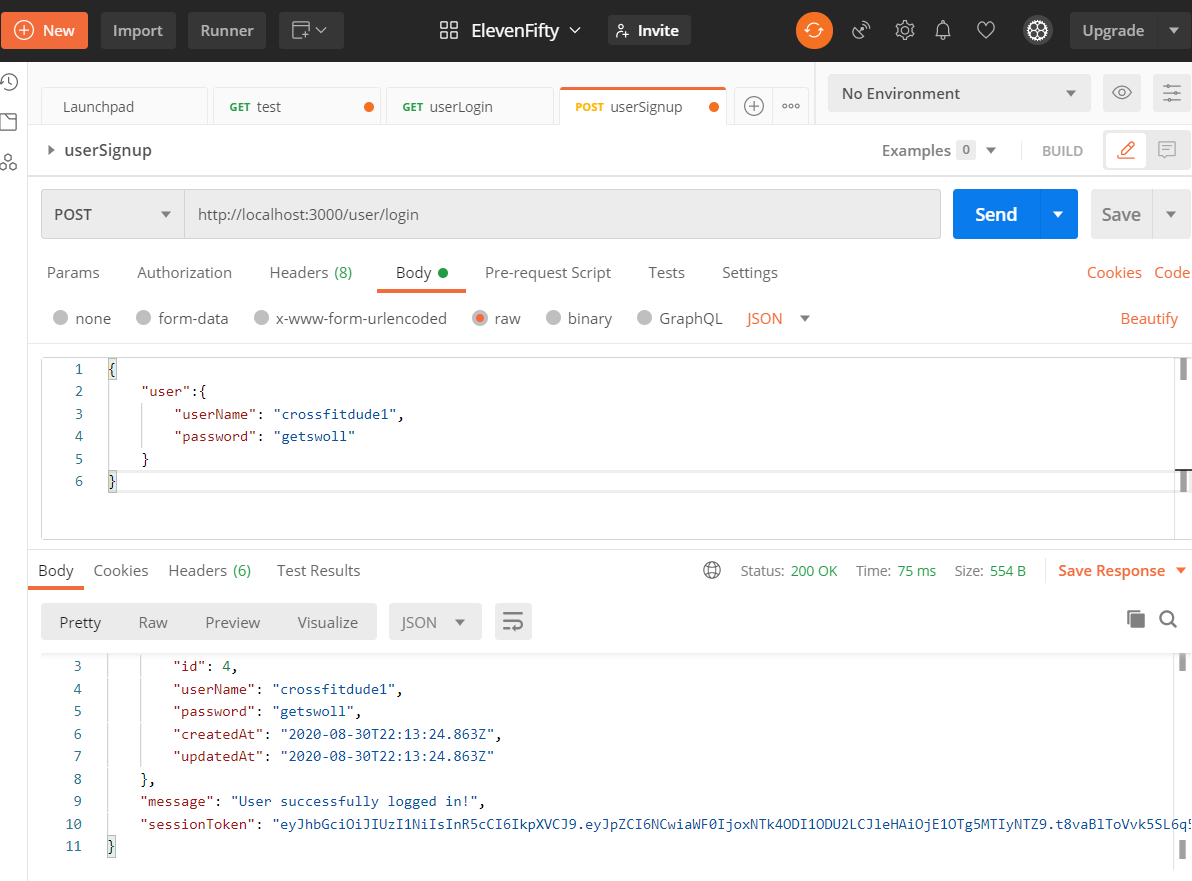 New Import Runner ElevenFifty Invite Upgrade
Launchpad GET test GET userLogin POST userSignup No Environment
userSignup Examples 0 BUILD
POST http://localhost:3000/user/login Send Save
Params Authorization Headers (8) Body Pre-request Script Tests Settings Cookies Code
none form-data x-www-form-urlencoded raw binary GraphQL JSON Beautify
1 {
2 "user":{
3 "userName": "crossfitdude1",
4 "password": "getswoll"
5 }
6 }
Body Cookies Headers (6) Test Results Status: 200 OK Time: 75 ms Size: 554 B Save Response
Pretty Raw Preview Visualize JSON
3 "id": 4,
4 "userName": "crossfitdude1",
5 "password": "getswoll",
6 "createdAt": "2020-08-30T22:13:24.863Z",
7 "updatedAt": "2020-08-30T22:13:24.863Z"
8 },
9 "message": "User successfully logged in!",
10 "sessionToken": "eyJhbGciOiJIUzI1NiIsInR5cCI6IkpXVCJ9.eyJpZCI6NCwiaWF0IjoxNTk4ODI1ODU2LCJleHAiOjE1OTg5MTIyNTZ9.t8vaBlToVvk5SL6q5
11 }